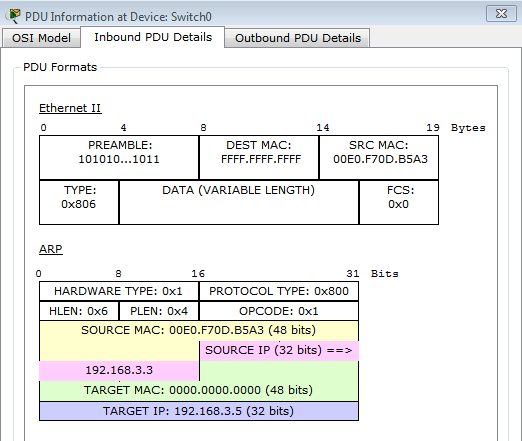 PDU Information at Device: Switch0
OSI Model Inbound PDU Details Outbound PDU Details
PDU Formats
Ethernet II
0 4 8 14 19 Bytes
PREAMBLE: DEST MAC: SRC MAC:
101010...1011 FFFF.FFFF.FFFF 00E0.F70D.B5A3
TYPE: DATA (VARIABLE LENGTH) FCS:
0x806 0x0
ARP
0 8 16 31 Bits
HARDWARE TYPE: 0x1 PROTOCOL TYPE: 0x800
HLEN: 0x6 PLEN: 0x4 OPCODE: 0x1
SOURCE MAC: 00E0.F70D.B5A3 (48 bits)
SOURCE IP (32 bits) ==>
192.168.3.3
TARGET MAC: 0000.0000.0000 (48 bits)
TARGET IP: 192.168.3.5 (32 bits)